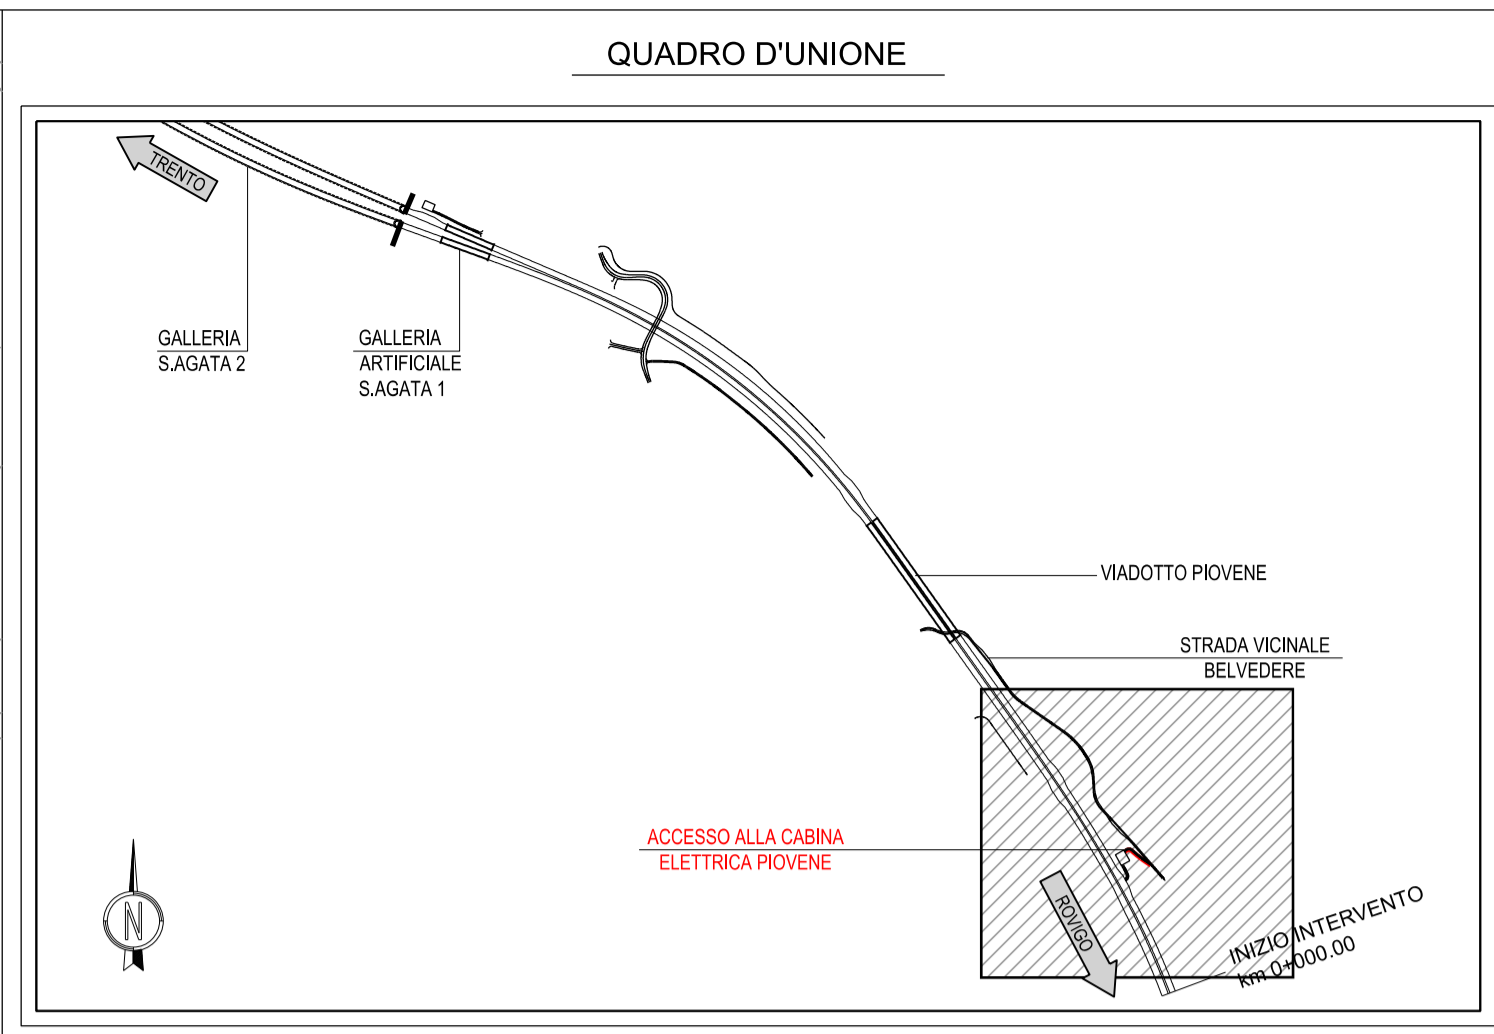 QUADRO D'UNIONE
TRENTO
GALLERIA
S.AGATA 2
GALLERIA
ARTIFICIALE
S.AGATA 1
VIADOTTO PIOVENE
STRADA VICINALE
BELVEDERE
ACCESSO ALLA CABINA
ELETTRICA PIOVENE
ROVIGO
INIZIO INTERVENTO
km 0+000.00
N